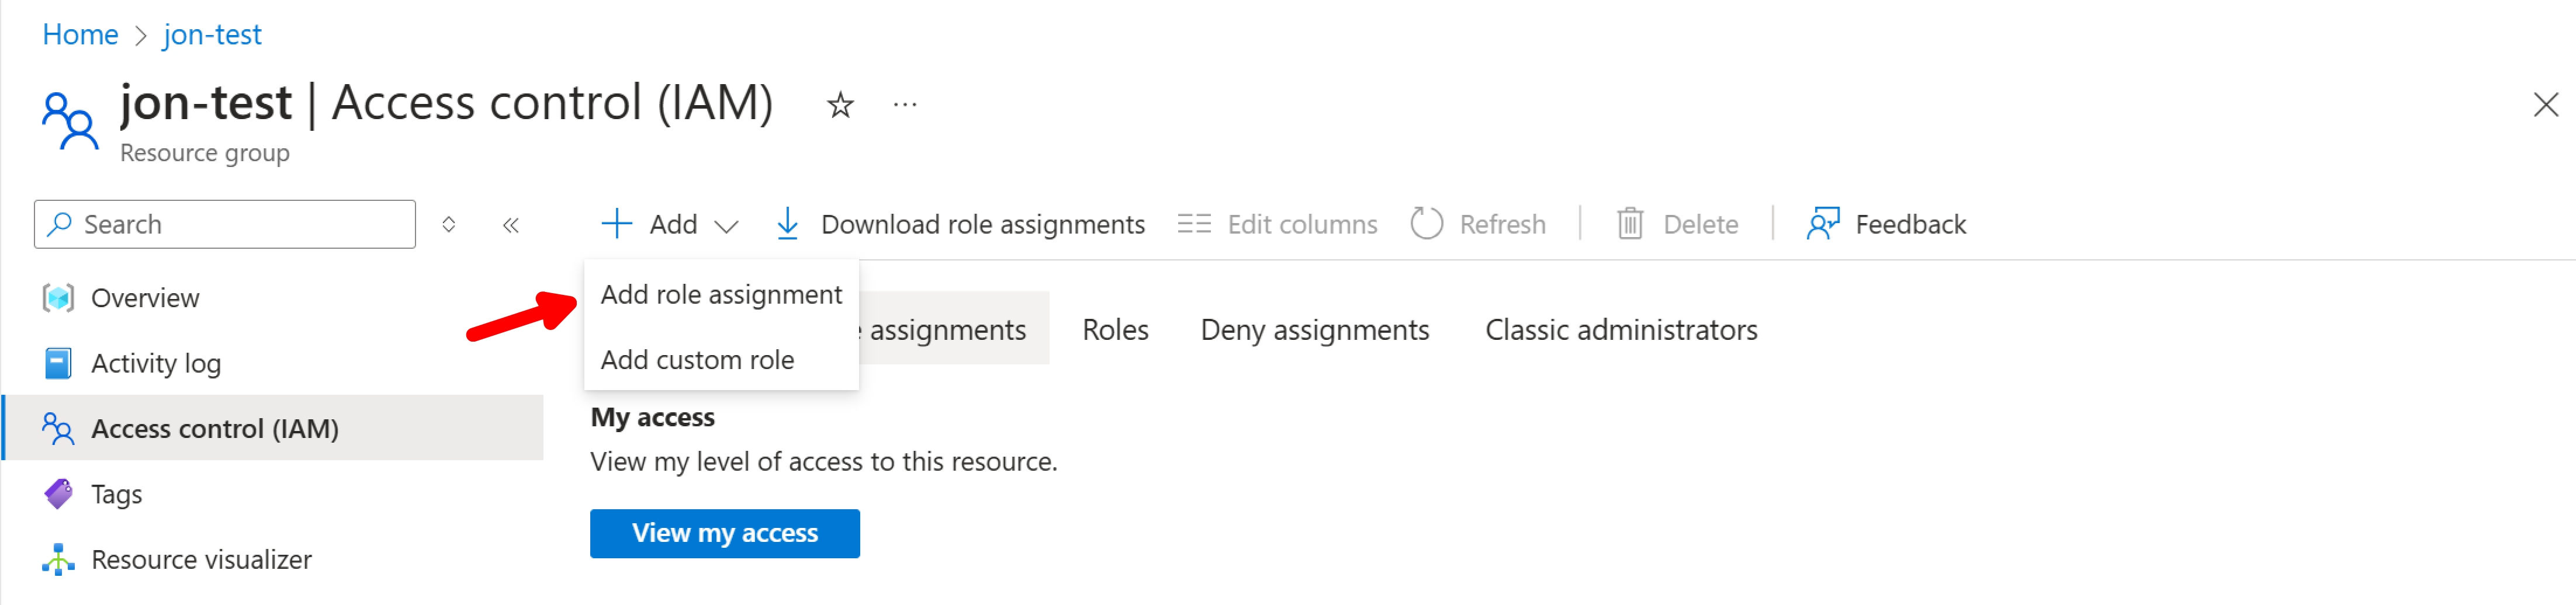 Home > jon-test
jon-test | Access control (IAM)
Resource group
Search
Add
Download role assignments
Edit columns
Refresh
Delete
Feedback
Overview
Activity log
Access control (IAM)
Tags
Resource visualizer
Add role assignment
Add custom role
assignments
Roles
Deny assignments
Classic administrators
My access
View my level of access to this resource.
View my access